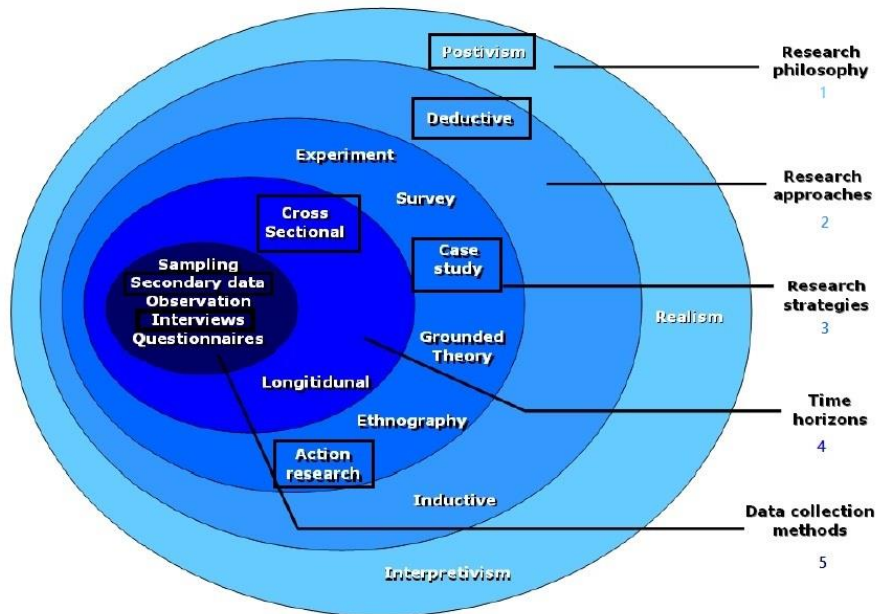 Postivism
Research
philosophy
1
Deductive
Experiment
Research
approaches
2
Survey
Cross
Sectional
Case
study
Sampling
Secondary data
Observation
Interviews
Questionnaires
Research
strategies
3
Realism
Grounded
Theory
Longitidunal
Time
horizons
4
Ethnography
Action
research
Inductive
Data collection
methods
5
Interpretivism